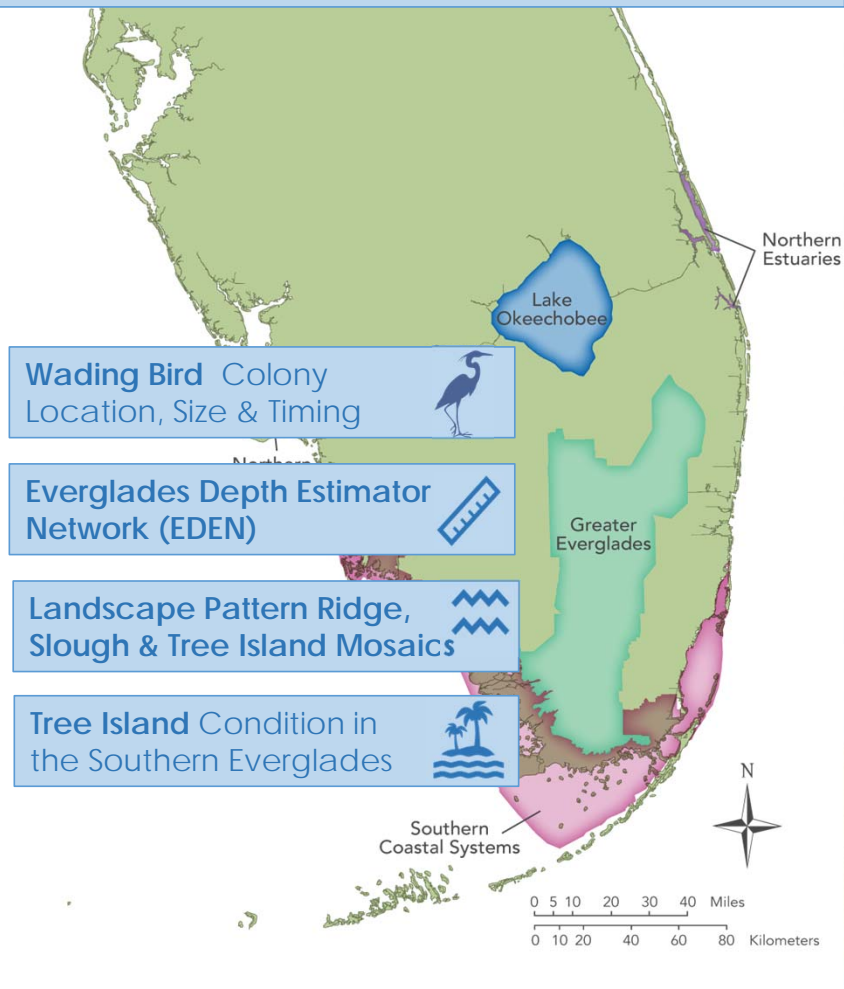 Northern
Estuaries
Lake
Okeechobee
Wading Bird Colony
Location, Size & Timing
Northern
Everglades Depth Estimator
Network (EDEN)
Greater
Everglades
Landscape Pattern Ridge,
Slough & Tree Island Mosaics
Tree Island Condition in
the Southern Everglades
N
Southern
Coastal Systems
0 5 10 20 30 40 Miles
0 10 20 40 60 80 Kilometers